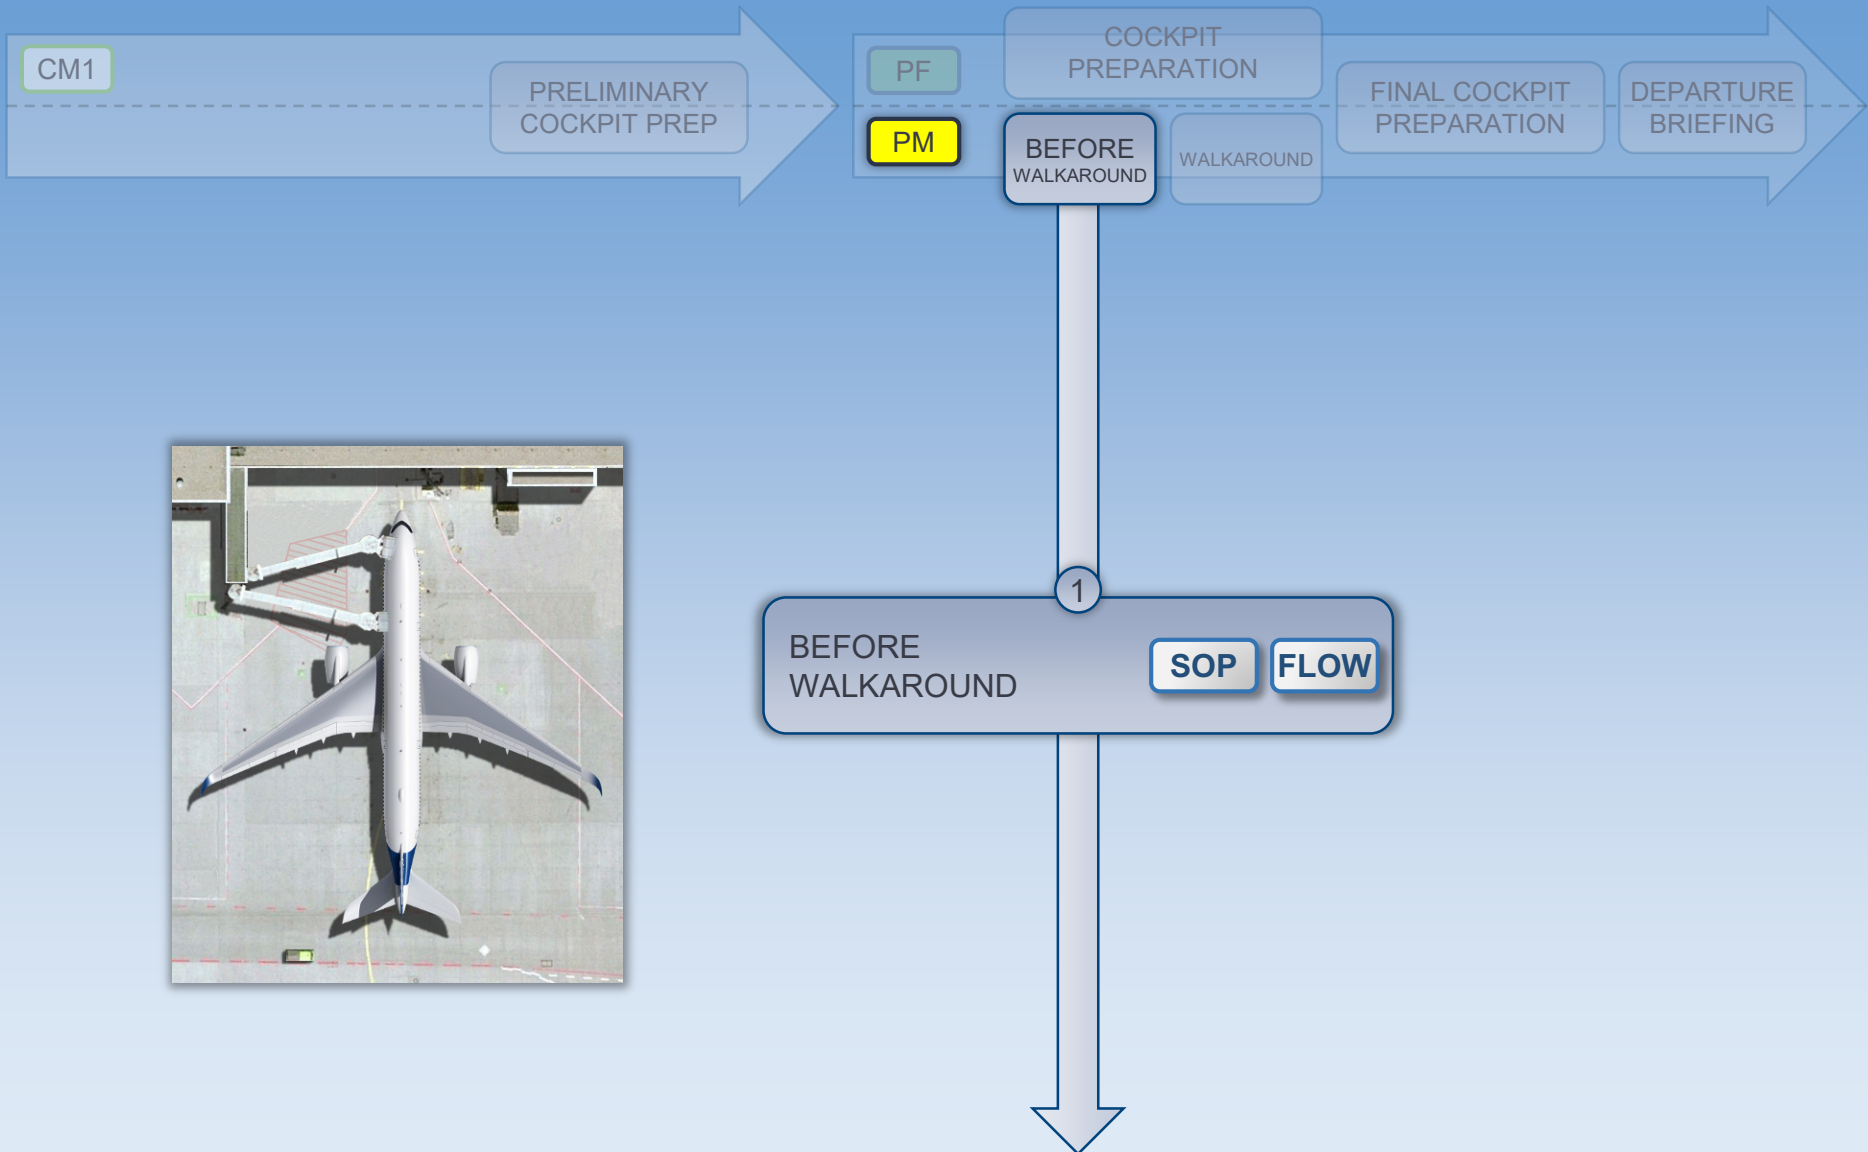 CM1
PRELIMINARY
COCKPIT PREP
PF
PM
COCKPIT
PREPARATION
BEFORE
WALKAROUND
WALKAROUND
FINAL COCKPIT
PREPARATION
DEPARTURE
BRIEFING
1
BEFORE
WALKAROUND
SOP
FLOW